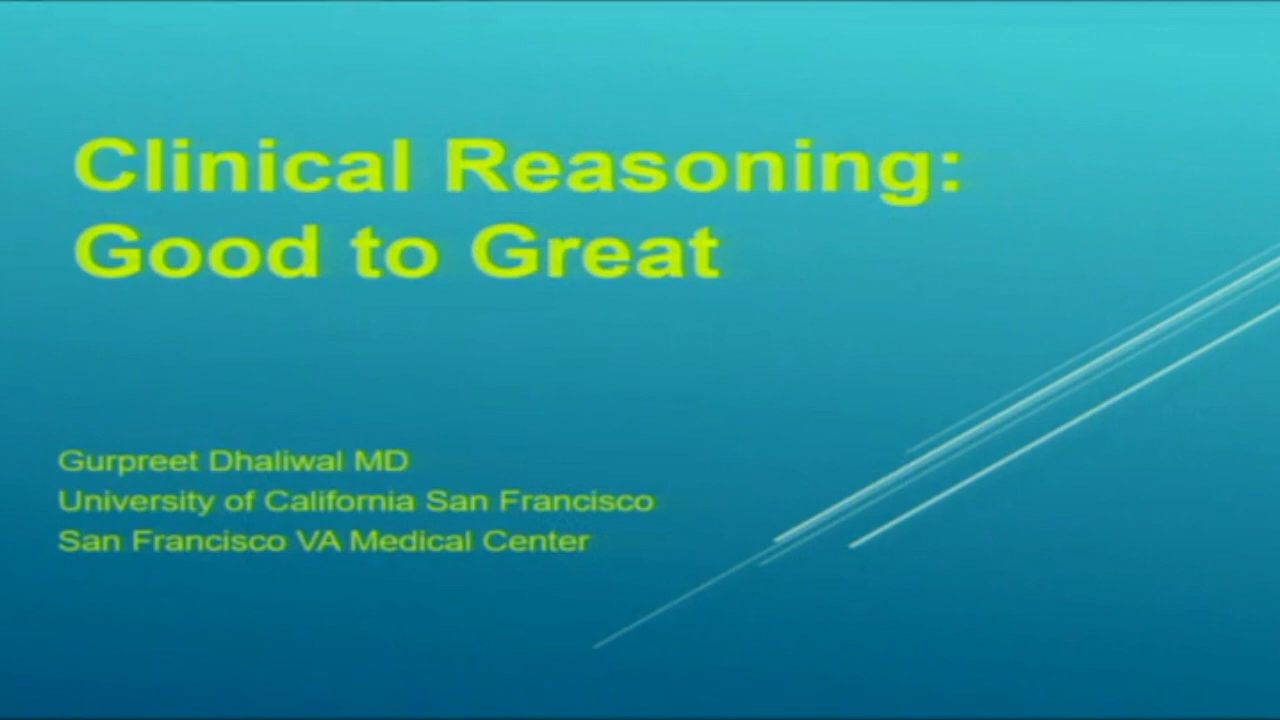 Clinical Reasoning:
Good to Great
Gurpreet Dhaliwal MD
University of California San Francisco
San Francisco VA Medical Center